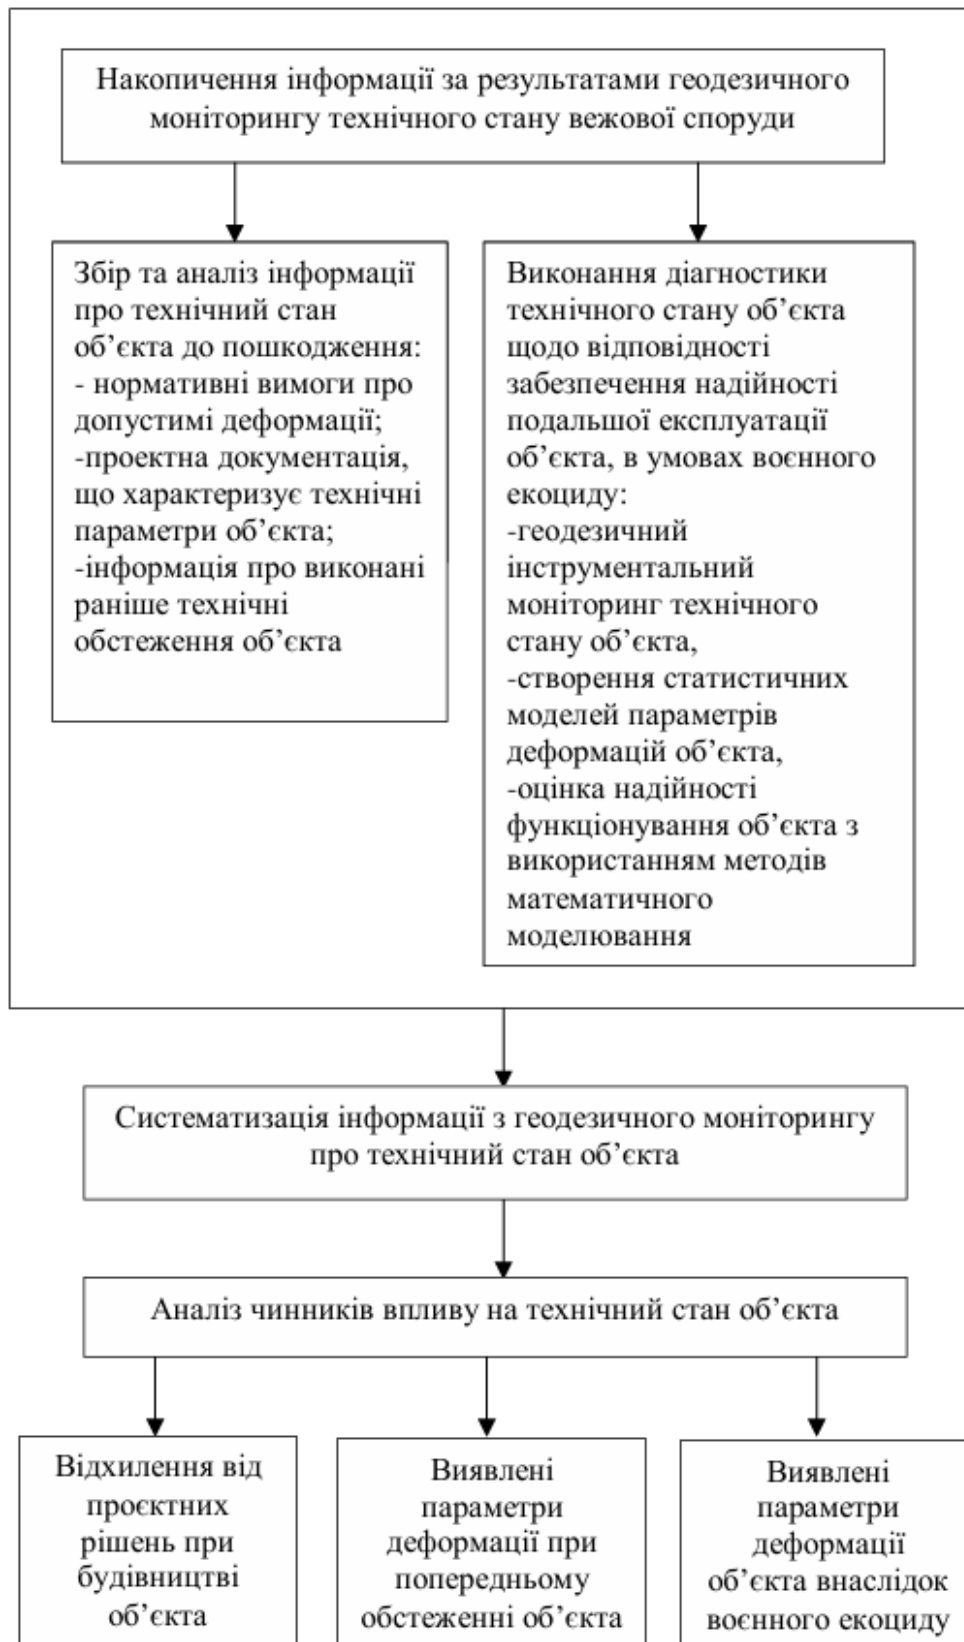 Накопичення інформації за результатами геодезичного
моніторингу технічного стану вежової споруди
Збір та аналіз інформації
про технічний стан
об’єкта до пошкодження:
- нормативні вимоги про
допустимі деформації;
-проектна документація,
що характеризує технічні
параметри об’єкта;
-інформація про виконані
раніше технічні
обстеження об’єкта
Виконання діагностики
технічного стану об’єкта
щодо відповідності
забезпечення надійності
подальшої експлуатації
об’єкта, в умовах воєнного
екоциду:
-геодезичний
інструментальний
моніторинг технічного
стану об’єкта,
-створення статистичних
моделей параметрів
деформацій об’єкта,
-оцінка надійності
функціонування об’єкта з
використанням методів
математичного
моделювання
Систематизація інформації з геодезичного моніторингу
про технічний стан об’єкта
Аналіз чинників впливу на технічний стан об’єкта
Відхилення від
проєктних
рішень при
будівництві
об’єкта
Виявлені
параметри
деформації при
попередньому
обстеженні об’єкта
Виявлені
параметри
деформації
об’єкта внаслідок
воєнного екоциду